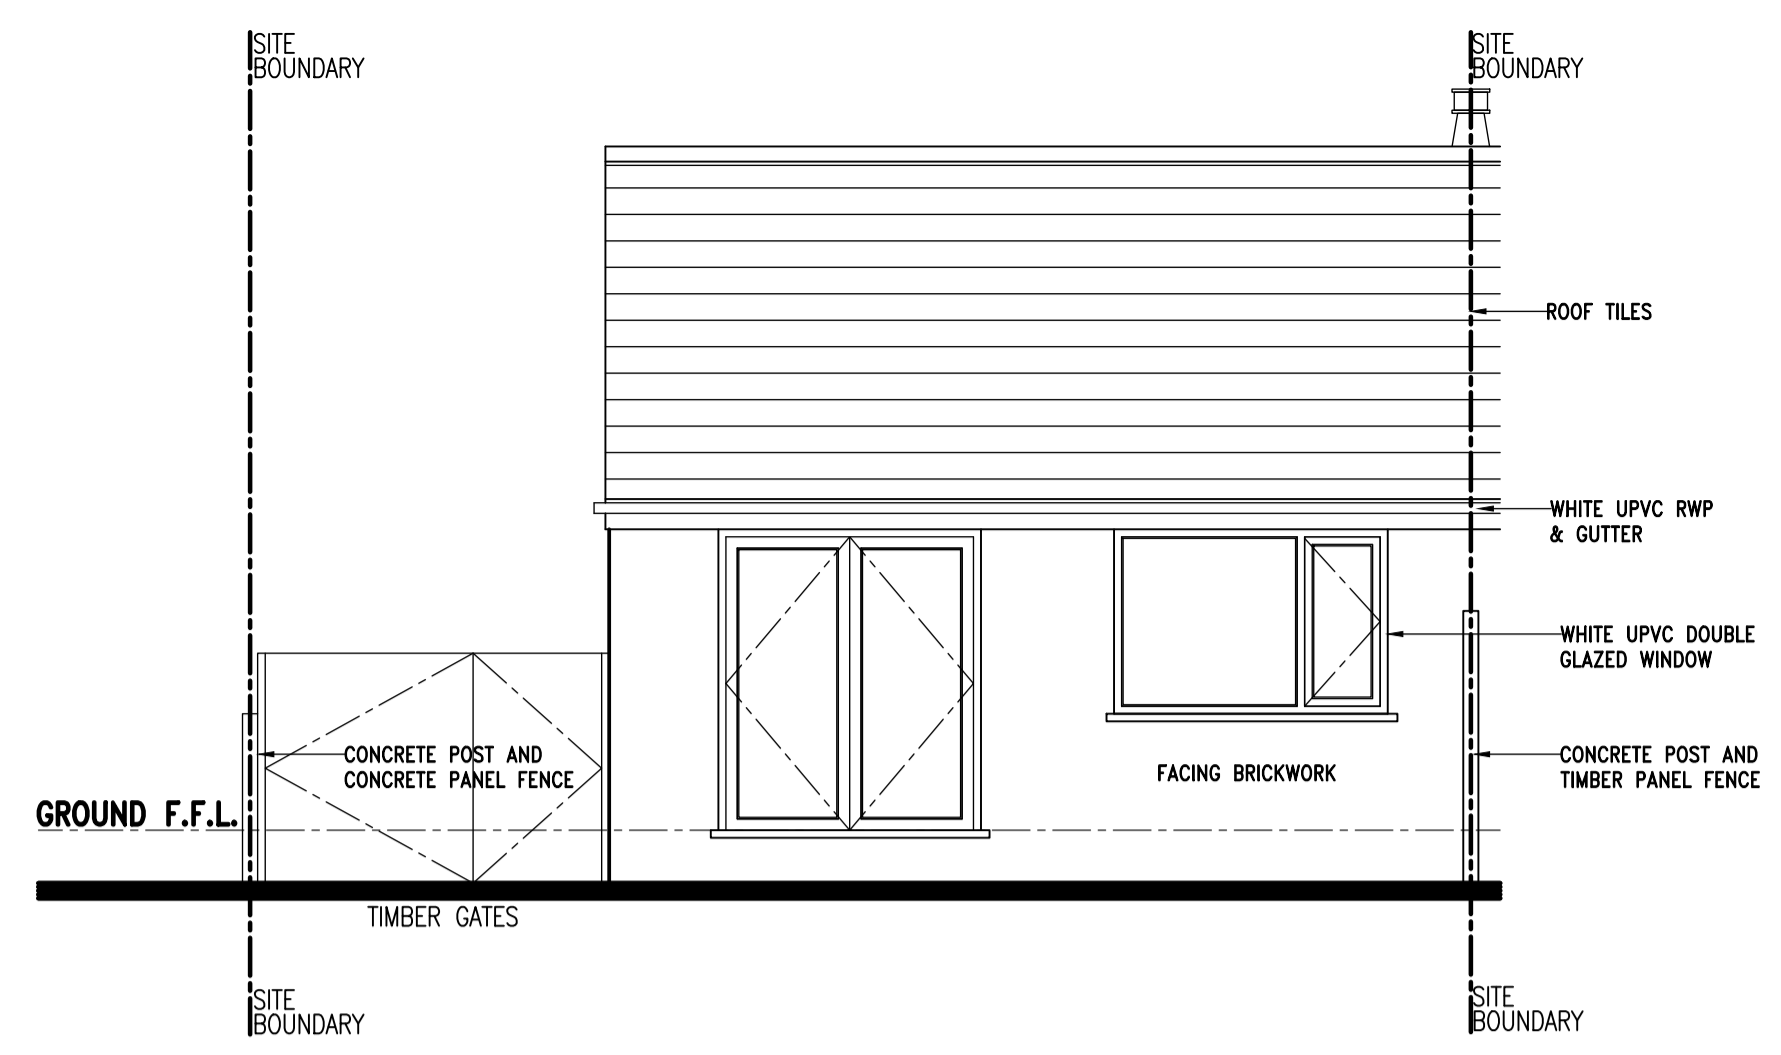 SITE
BOUNDARY
SITE
BOUNDARY
ROOF TILES
WHITE UPVC RWP
& GUTTER
WHITE UPVC DOUBLE
GLAZED WINDOW
CONCRETE POST AND
CONCRETE PANEL FENCE
FACING BRICKWORK
CONCRETE POST AND
TIMBER PANEL FENCE
GROUND F.F.L.
TIMBER GATES
SITE
BOUNDARY
SITE
BOUNDARY